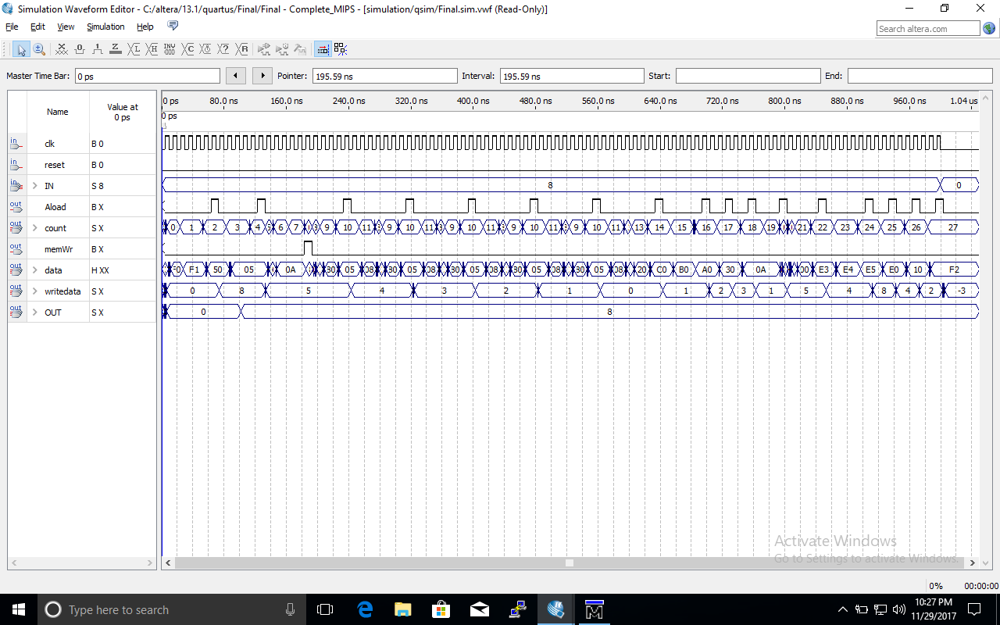 Simulation Waveform Editor - C:/altera/13.1/quartus/Final/Final - Complete_MIPS - [simulation/qsim/Final.sim.vwf (Read-Only)]
File Edit View Simulation Help
Search altera.com
Master Time Bar: 0 ps Pointer: 195.59 ns Interval: 195.59 ns Start: End:
Name Value at 0 ps
0 ps 80.0 ns 160.0 ns 240.0 ns 320.0 ns 400.0 ns 480.0 ns 560.0 ns 640.0 ns 720.0 ns 800.0 ns 880.0 ns 960.0 ns 1.04 us
0 ps
in clk B 0
in reset B 0
in IN S 8 8 0
out Aload B X
out count S X 0 1 2 3 4 6 7 9 10 11 9 10 11 9 10 11 9 10 11 9 10 11 13 14 15 16 17 18 19 21 22 23 24 25 26 27
out memWr B X
out data H XX F1 50 05 0A 30 05 30 05 30 05 30 05 30 05 20 C0 B0 A0 30 0A E3 E4 E5 E0 10 F2
out writedata S X 0 8 5 4 3 2 1 0 1 2 3 1 5 4 8 4 2 -3
out OUT S X 0 8
Activate Windows
Go to Settings to activate Windows.
0% 00:00:00
Type here to search
10:27 PM
11/29/2017